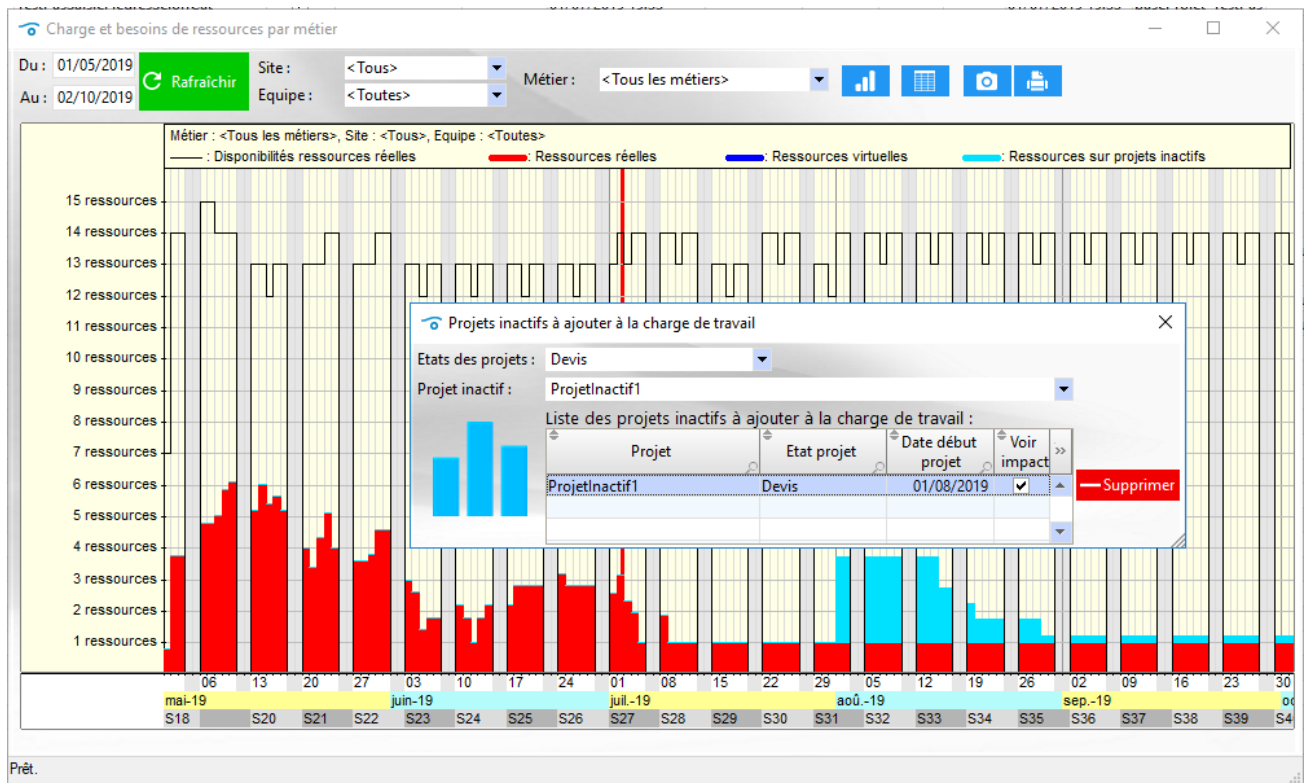 Charge et besoins de ressources par métier
Du : 01/05/2019
Au : 02/10/2019
Rafraîchir
Site : <Tous>
Equipe : <Toutes>
Métier : <Tous les métiers>
Métier : <Tous les métiers>, Site : <Tous>, Equipe : <Toutes>
: Disponibilités ressources réelles : Ressources réelles : Ressources virtuelles : Ressources sur projets inactifs
15 ressources
14 ressources
13 ressources
12 ressources
11 ressources
10 ressources
9 ressources
8 ressources
7 ressources
6 ressources
5 ressources
4 ressources
3 ressources
2 ressources
1 ressources
Projets inactifs à ajouter à la charge de travail
Etats des projets : Devis
Projet inactif : ProjetInactif1
Liste des projets inactifs à ajouter à la charge de travail :
Projet Etat projet Date début projet Voir impact >>
ProjetInactif1 Devis 01/08/2019
Supprimer
06 13 20 27 03 10 17 24 01 08 15 22 29 05 12 19 26 02 09 16 23 30
mai-19 juin-19 juil.-19 aoû.-19 sep.-19
S18 S20 S21 S22 S23 S24 S25 S26 S27 S28 S29 S30 S31 S32 S33 S34 S35 S36 S37 S38 S39
Prêt.